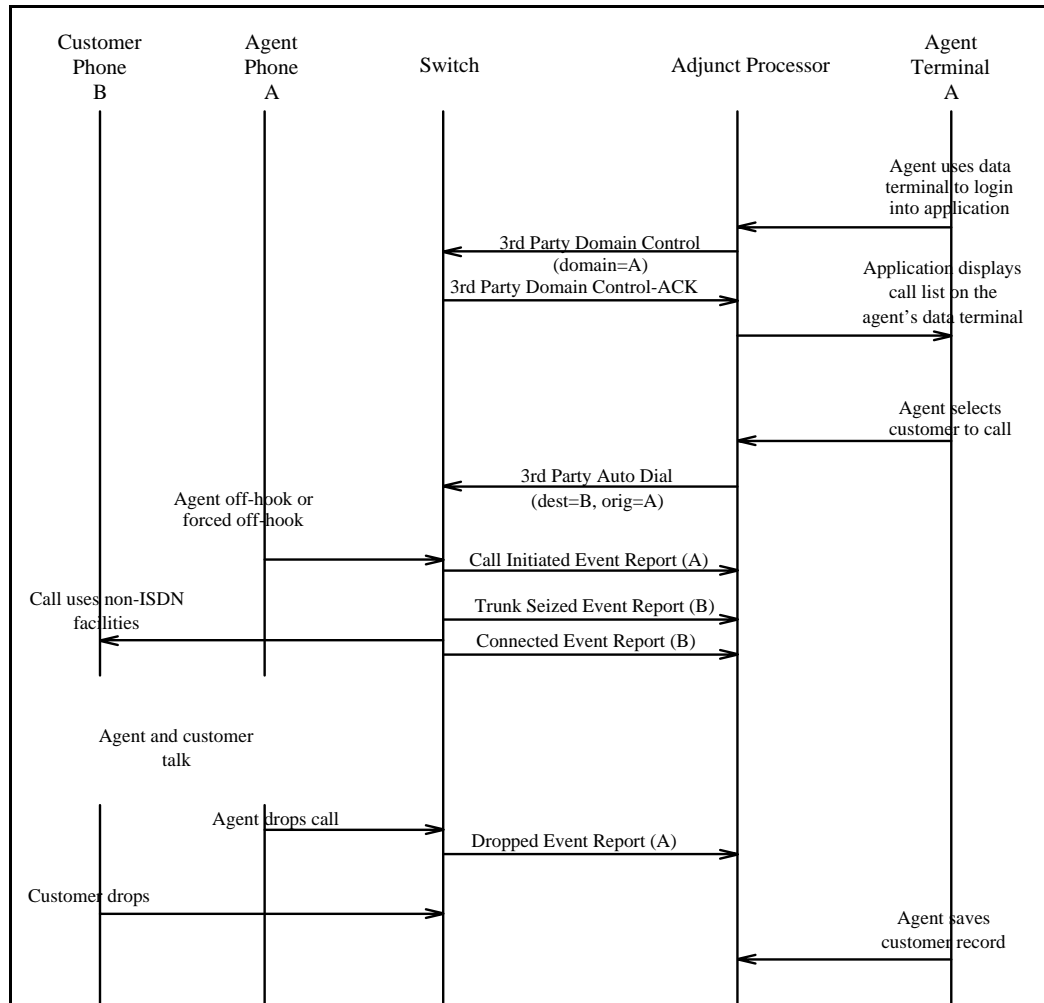 Customer
Phone
B
Agent
Phone
A
Switch
Adjunct Processor
Agent
Terminal
A
Agent uses data
terminal to login
into application
3rd Party Domain Control
(domain=A)
3rd Party Domain Control-ACK
Application displays
call list on the
agent's data terminal
Agent selects
customer to call
3rd Party Auto Dial
(dest=B, orig=A)
Agent off-hook or
forced off-hook
Call Initiated Event Report (A)
Call uses non-ISDN
facilities
Trunk Seized Event Report (B)
Connected Event Report (B)
Agent and customer
talk
Agent drops call
Dropped Event Report (A)
Customer drops
Agent saves
customer record